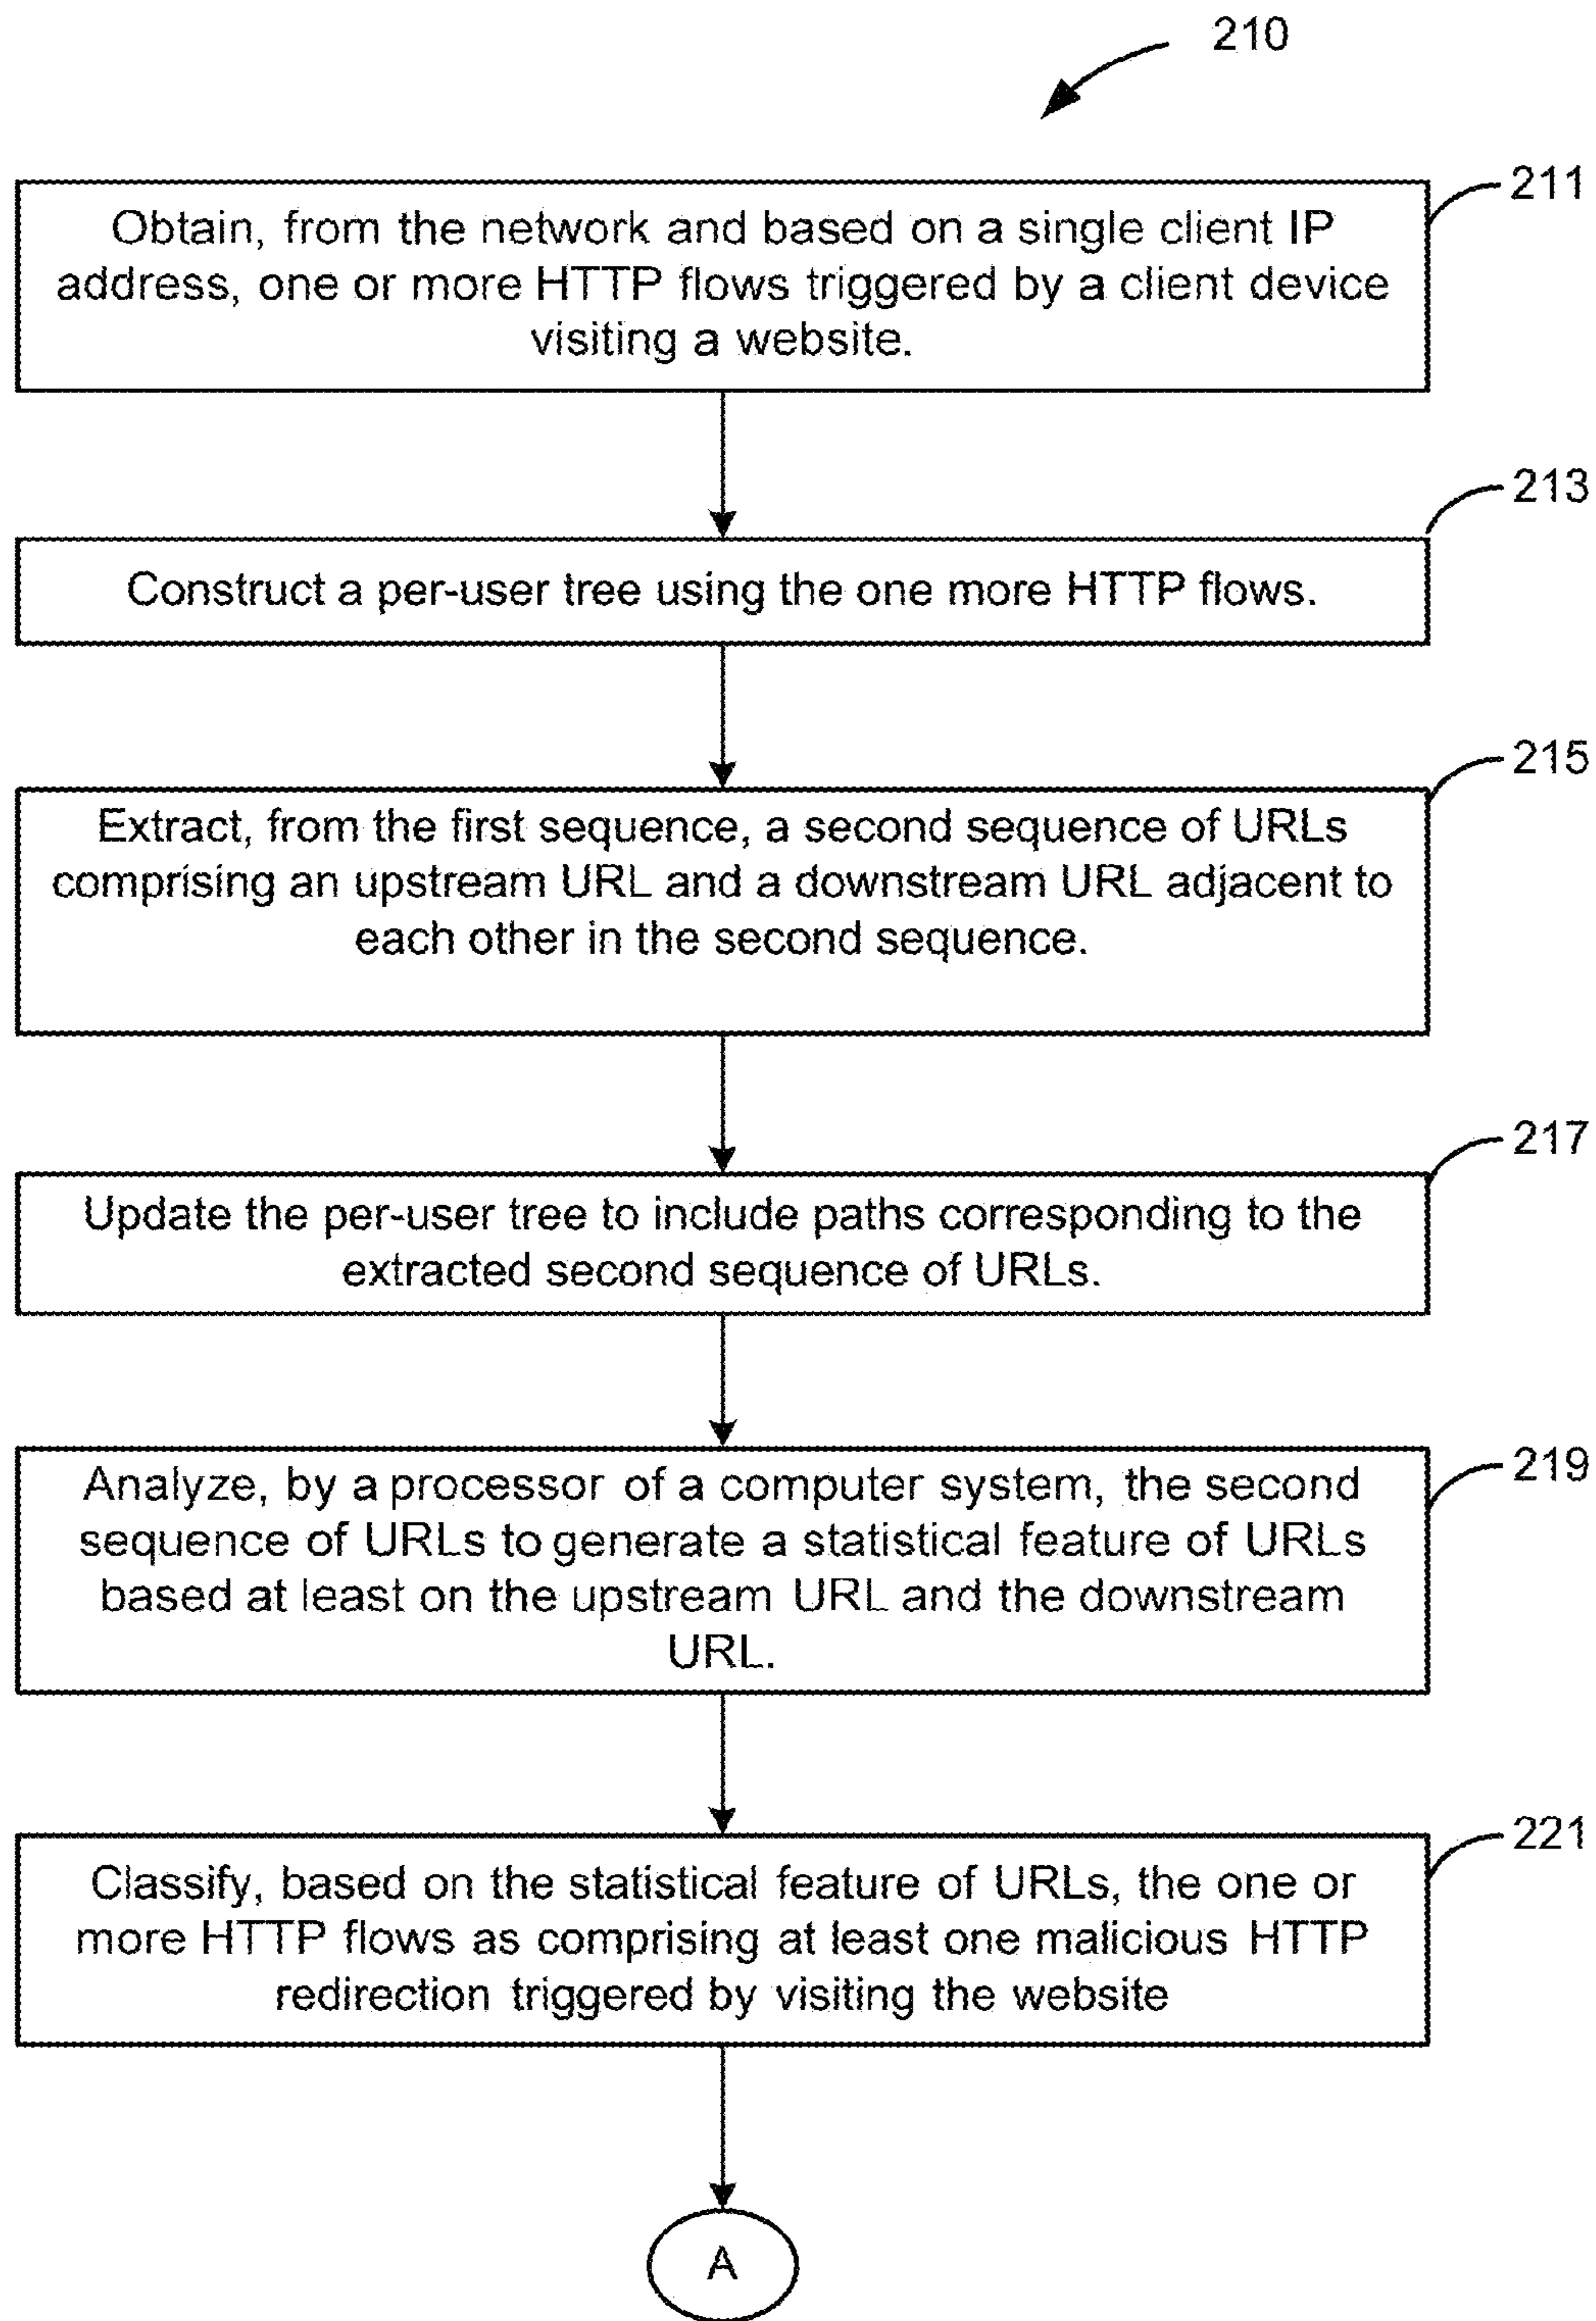 210
211
Obtain, from the network and based on a single client IP
address, one or more HTTP flows triggered by a client device
visiting a website.
213
Construct a per-user tree using the one more HTTP flows.
215
Extract, from the first sequence, a second sequence of URLs
comprising an upstream URL and a downstream URL adjacent to
each other in the second sequence.
217
Update the per-user tree to include paths corresponding to the
extracted second sequence of URLs.
219
Analyze, by a processor of a computer system, the second
sequence of URLs to generate a statistical feature of URLs
based at least on the upstream URL and the downstream
URL.
221
Classify, based on the statistical feature of URLs, the one or
more HTTP flows as comprising at least one malicious HTTP
redirection triggered by visiting the website
A